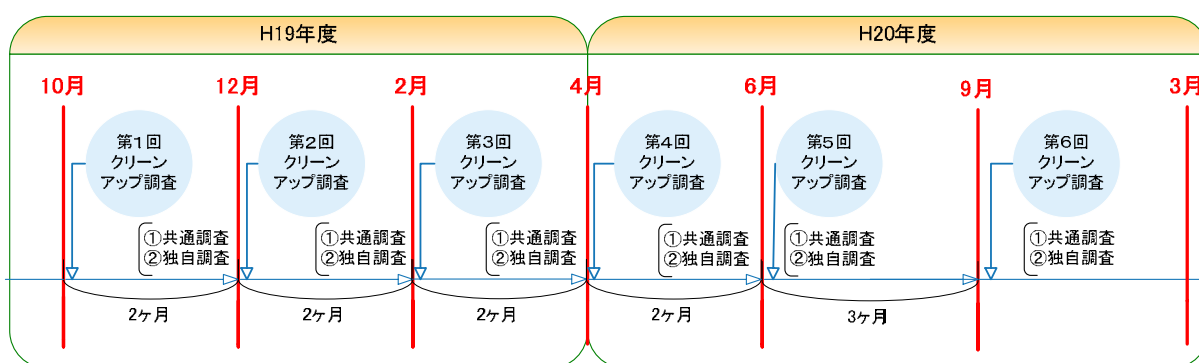 H19年度
H20年度
10月
12月
2月
4月
6月
9月
3月
第1回
クリーン
アップ調査
第2回
クリーン
アップ調査
第3回
クリーン
アップ調査
第4回
クリーン
アップ調査
第5回
クリーン
アップ調査
第6回
クリーン
アップ調査
①共通調査
②独自調査
①共通調査
②独自調査
①共通調査
②独自調査
①共通調査
②独自調査
①共通調査
②独自調査
①共通調査
②独自調査
2ヶ月
2ヶ月
2ヶ月
2ヶ月
3ヶ月